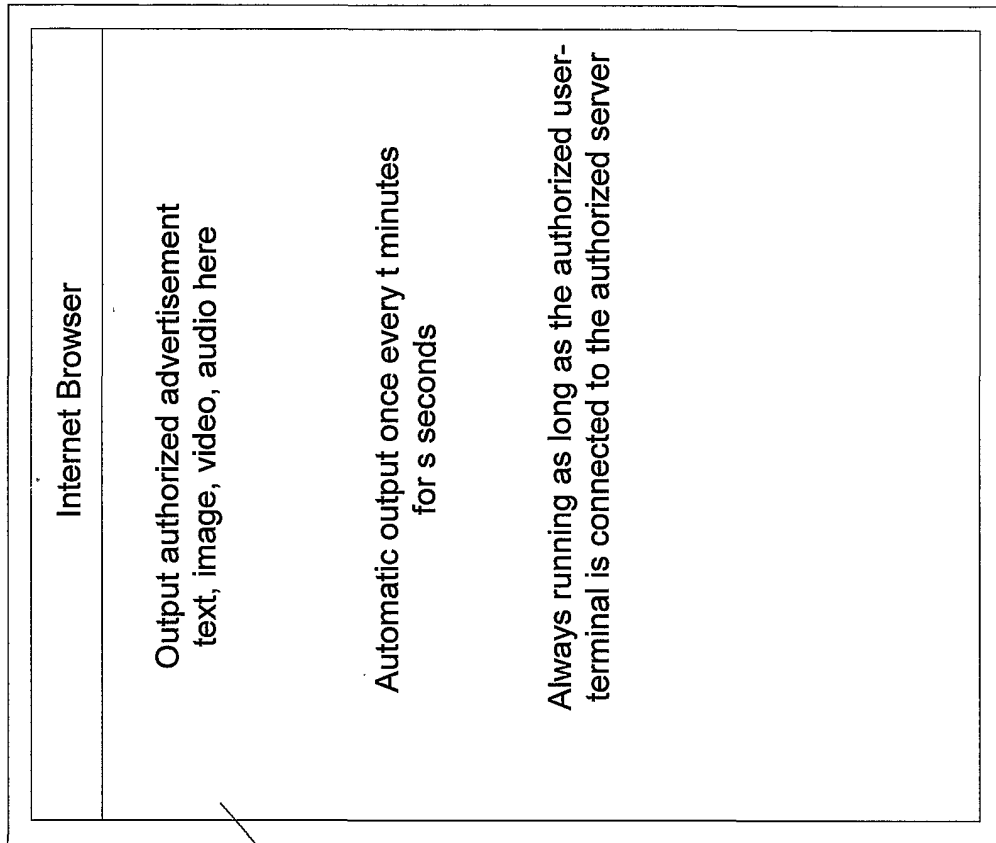 Internet Browser
Output authorized advertisement
text, image, video, audio here
Automatic output once every t minutes
for s seconds
Always running as long as the authorized user-
terminal is connected to the authorized server